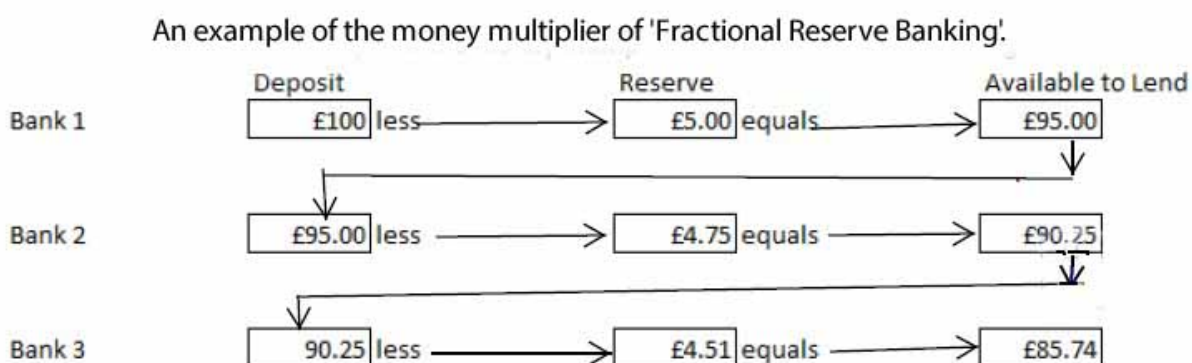 An example of the money multiplier of 'Fractional Reserve Banking'.
Deposit Reserve Available to Lend
Bank 1 £100 less £5.00 equals £95.00
Bank 2 £95.00 less £4.75 equals £90.25
Bank 3 90.25 less £4.51 equals £85.74